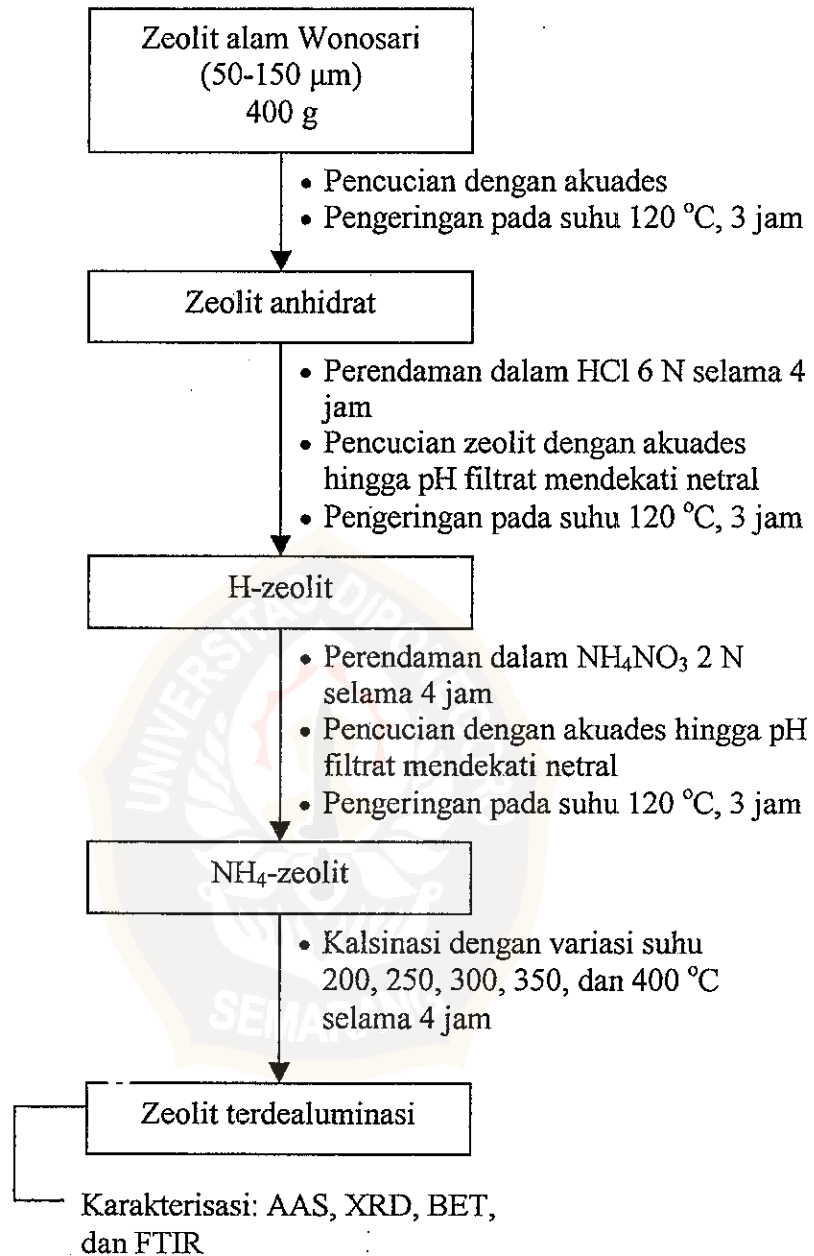 Zeolit alam Wonosari
(50-150 µm)
400 g
• Pencucian dengan akuades
• Pengeringan pada suhu 120 °C, 3 jam
Zeolit anhidrat
• Perendaman dalam HCl 6 N selama 4
jam
• Pencucian zeolit dengan akuades
hingga pH filtrat mendekati netral
• Pengeringan pada suhu 120 °C, 3 jam
H-zeolit
• Perendaman dalam NH₄NO₃ 2 N
selama 4 jam
• Pencucian dengan akuades hingga pH
filtrat mendekati netral
• Pengeringan pada suhu 120 °C, 3 jam
NH₄-zeolit
• Kalsinasi dengan variasi suhu
200, 250, 300, 350, dan 400 °C
selama 4 jam
Zeolit terdealuminasi
Karakterisasi: AAS, XRD, BET,
dan FTIR
UNIVERSITAS DIPONEGORO
SEMARANG